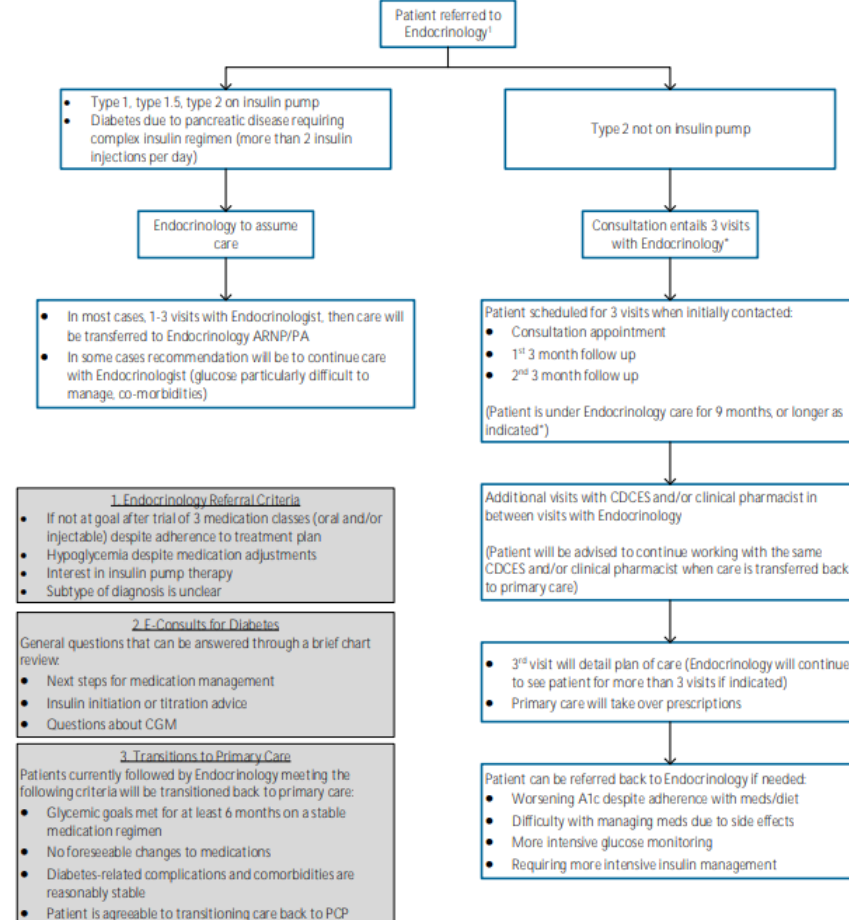 Patient referred to
Endocrinology¹
● Type 1, type 1.5, type 2 on insulin pump
● Diabetes due to pancreatic disease requiring
complex insulin regimen (more than 2 insulin
injections per day)
Endocrinology to assume
care
● In most cases, 1-3 visits with Endocrinologist, then care will
be transferred to Endocrinology ARNP/PA
● In some cases recommendation will be to continue care
with Endocrinologist (glucose particularly difficult to
manage, co-morbidities)
Type 2 not on insulin pump
Consultation entails 3 visits
with Endocrinology*
Patient scheduled for 3 visits when initially contacted:
● Consultation appointment
● 1st 3 month follow up
● 2nd 3 month follow up
(Patient is under Endocrinology care for 9 months, or longer as
indicated*)
Additional visits with CDCES and/or clinical pharmacist in
between visits with Endocrinology
(Patient will be advised to continue working with the same
CDCES and/or clinical pharmacist when care is transferred back
to primary care)
● 3rd visit will detail plan of care (Endocrinology will continue
to see patient for more than 3 visits if indicated)
● Primary care will take over prescriptions
Patient can be referred back to Endocrinology if needed:
● Worsening A1c despite adherence with meds/diet
● Difficulty with managing meds due to side effects
● More intensive glucose monitoring
● Requiring more intensive insulin management
1. Endocrinology Referral Criteria
● If not at goal after trial of 3 medication classes (oral and/or
injectable) despite adherence to treatment plan
● Hypoglycemia despite medication adjustments
● Interest in insulin pump therapy
● Subtype of diagnosis is unclear
2. E-Consults for Diabetes
General questions that can be answered through a brief chart
review:
● Next steps for medication management
● Insulin initiation or titration advice
● Questions about CGM
3. Transitions to Primary Care
Patients currently followed by Endocrinology meeting the
following criteria will be transitioned back to primary care:
● Glycemic goals met for at least 6 months on a stable
medication regimen
● No foreseeable changes to medications
● Diabetes-related complications and comorbidities are
reasonably stable
● Patient is agreeable to transitioning care back to PCP